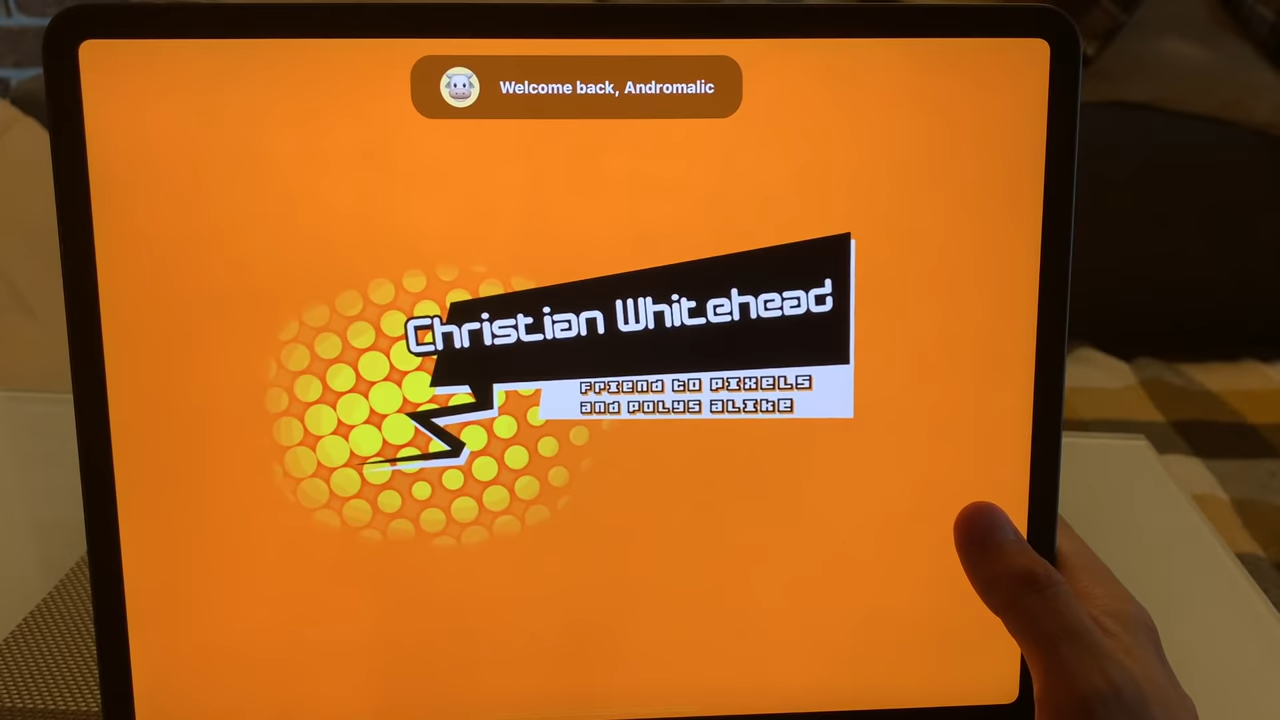 Welcome back, Andromalic
Christian Whitehead
Friend to pixels
and polys alike